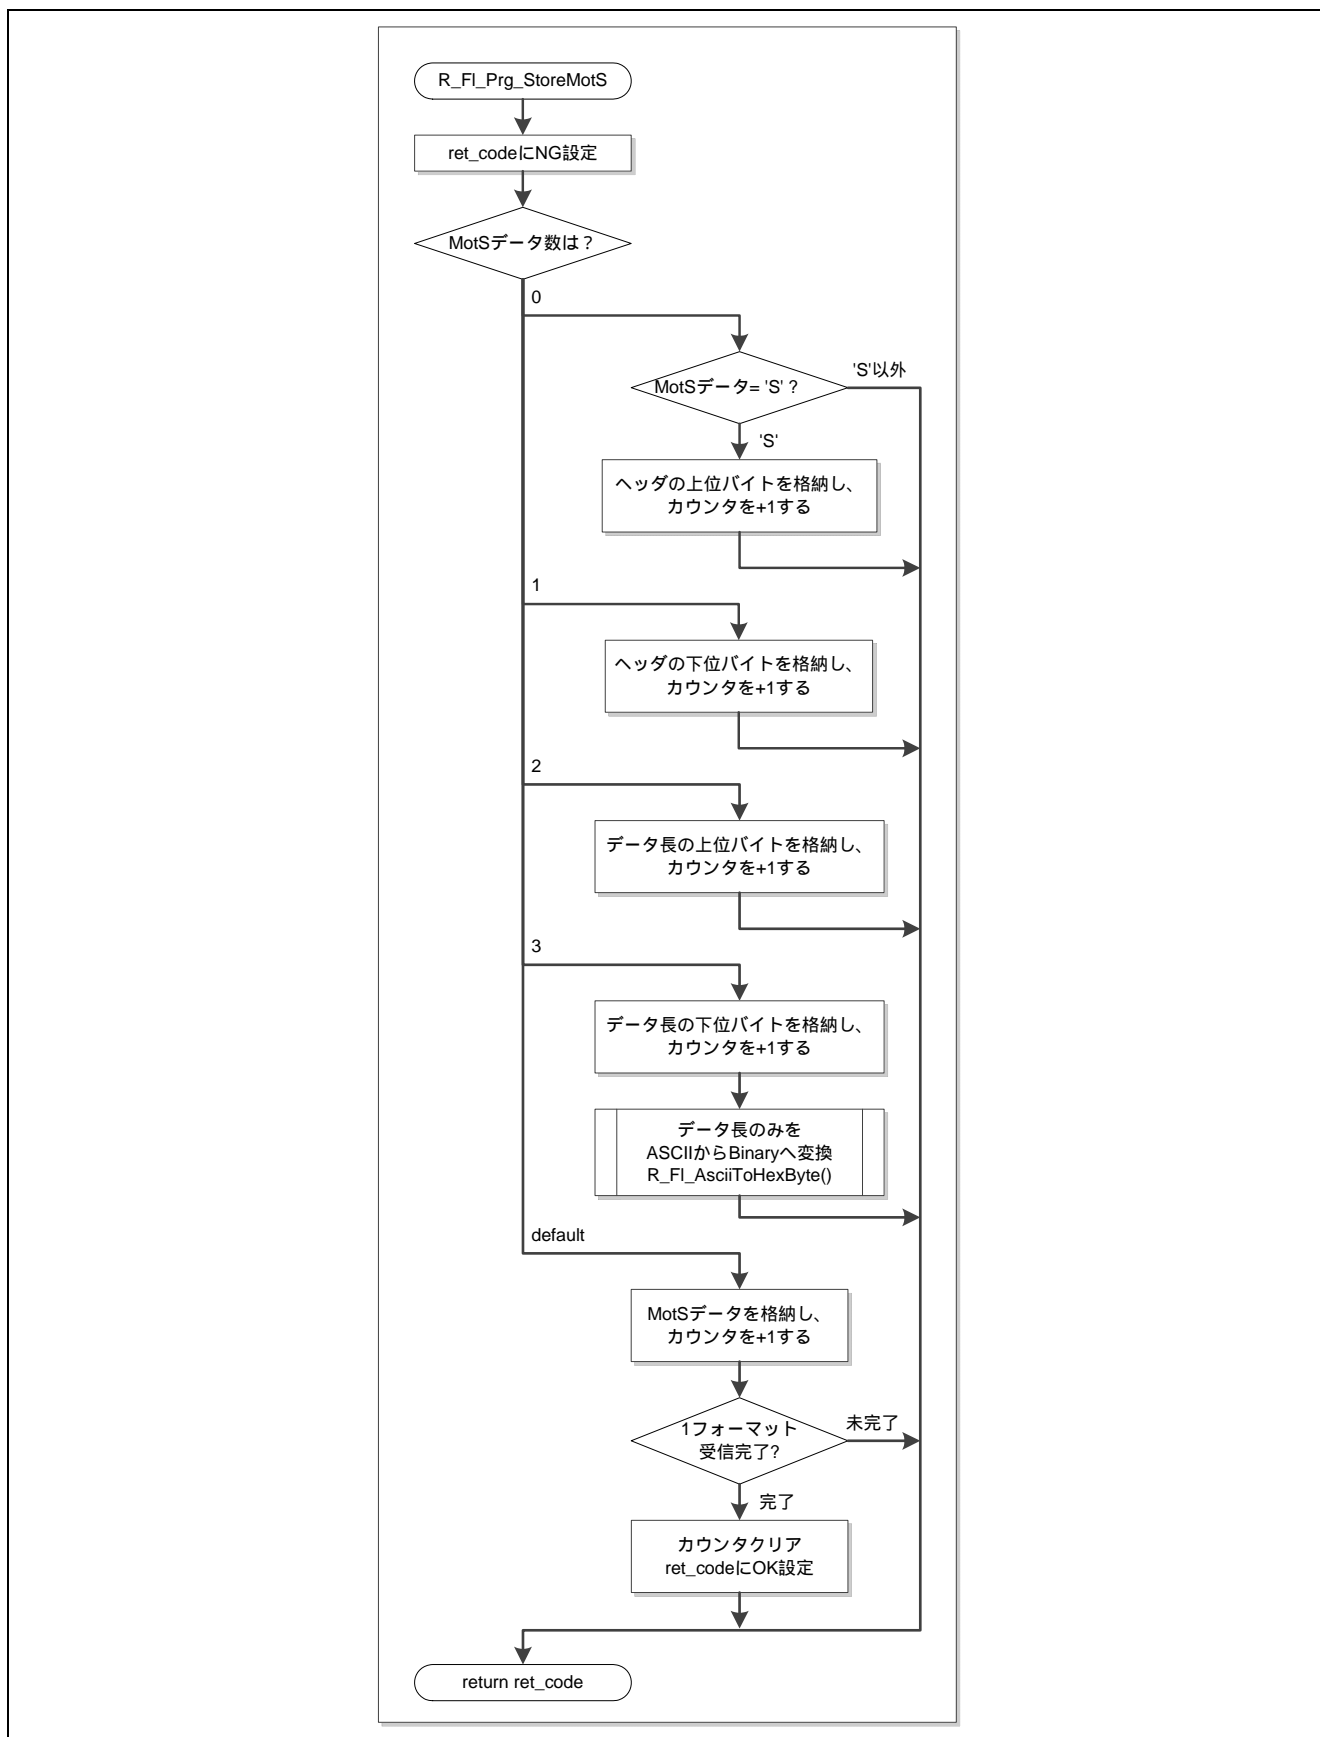 R_Fl_Prg_StoreMotS
ret_codeにNG設定
MotSデータ数は？
0
MotSデータ= 'S' ?
'S'以外
'S'
ヘッダの上位バイトを格納し、
カウンタを+1する
1
ヘッダの下位バイトを格納し、
カウンタを+1する
2
データ長の上位バイトを格納し、
カウンタを+1する
3
データ長の下位バイトを格納し、
カウンタを+1する
データ長のみを
ASCIIからBinaryへ変換
R_Fl_AsciiToHexByte()
default
MotSデータを格納し、
カウンタを+1する
1フォーマット
受信完了?
未完了
完了
カウンタクリア
ret_codeにOK設定
return ret_code